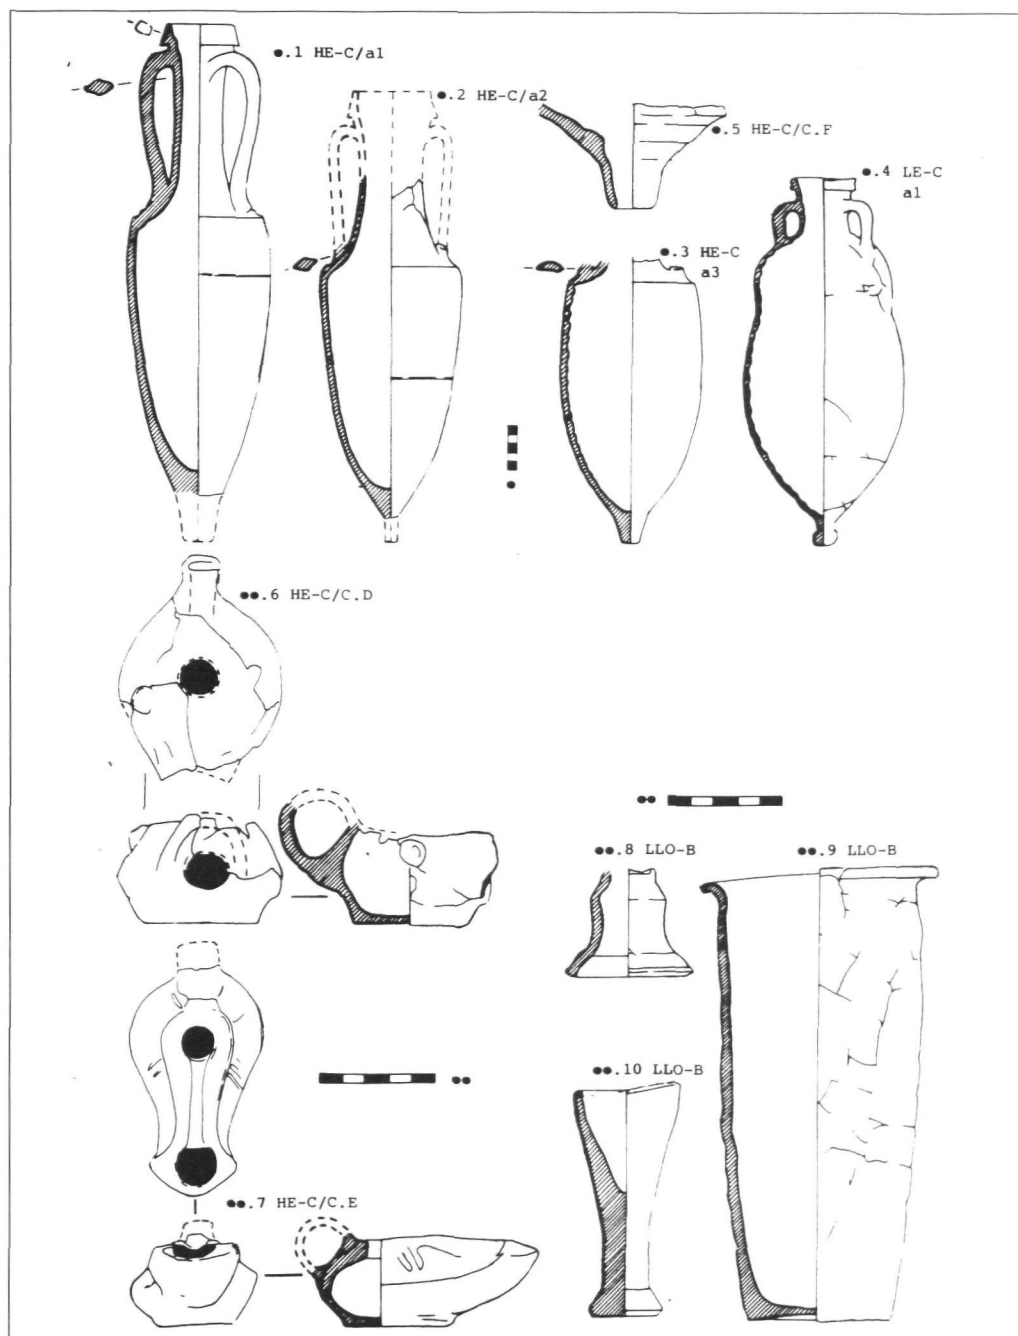 ●.1 HE-C/a1
●.2 HE-C/a2
●.5 HE-C/C.F
●.4 LE-C
a1
●.3 HE-C
a3
●●.6 HE-C/C.D
●●
●●.8 LLO-B
●●.9 LLO-B
●●
●●.10 LLO-B
●●.7 HE-C/C.E